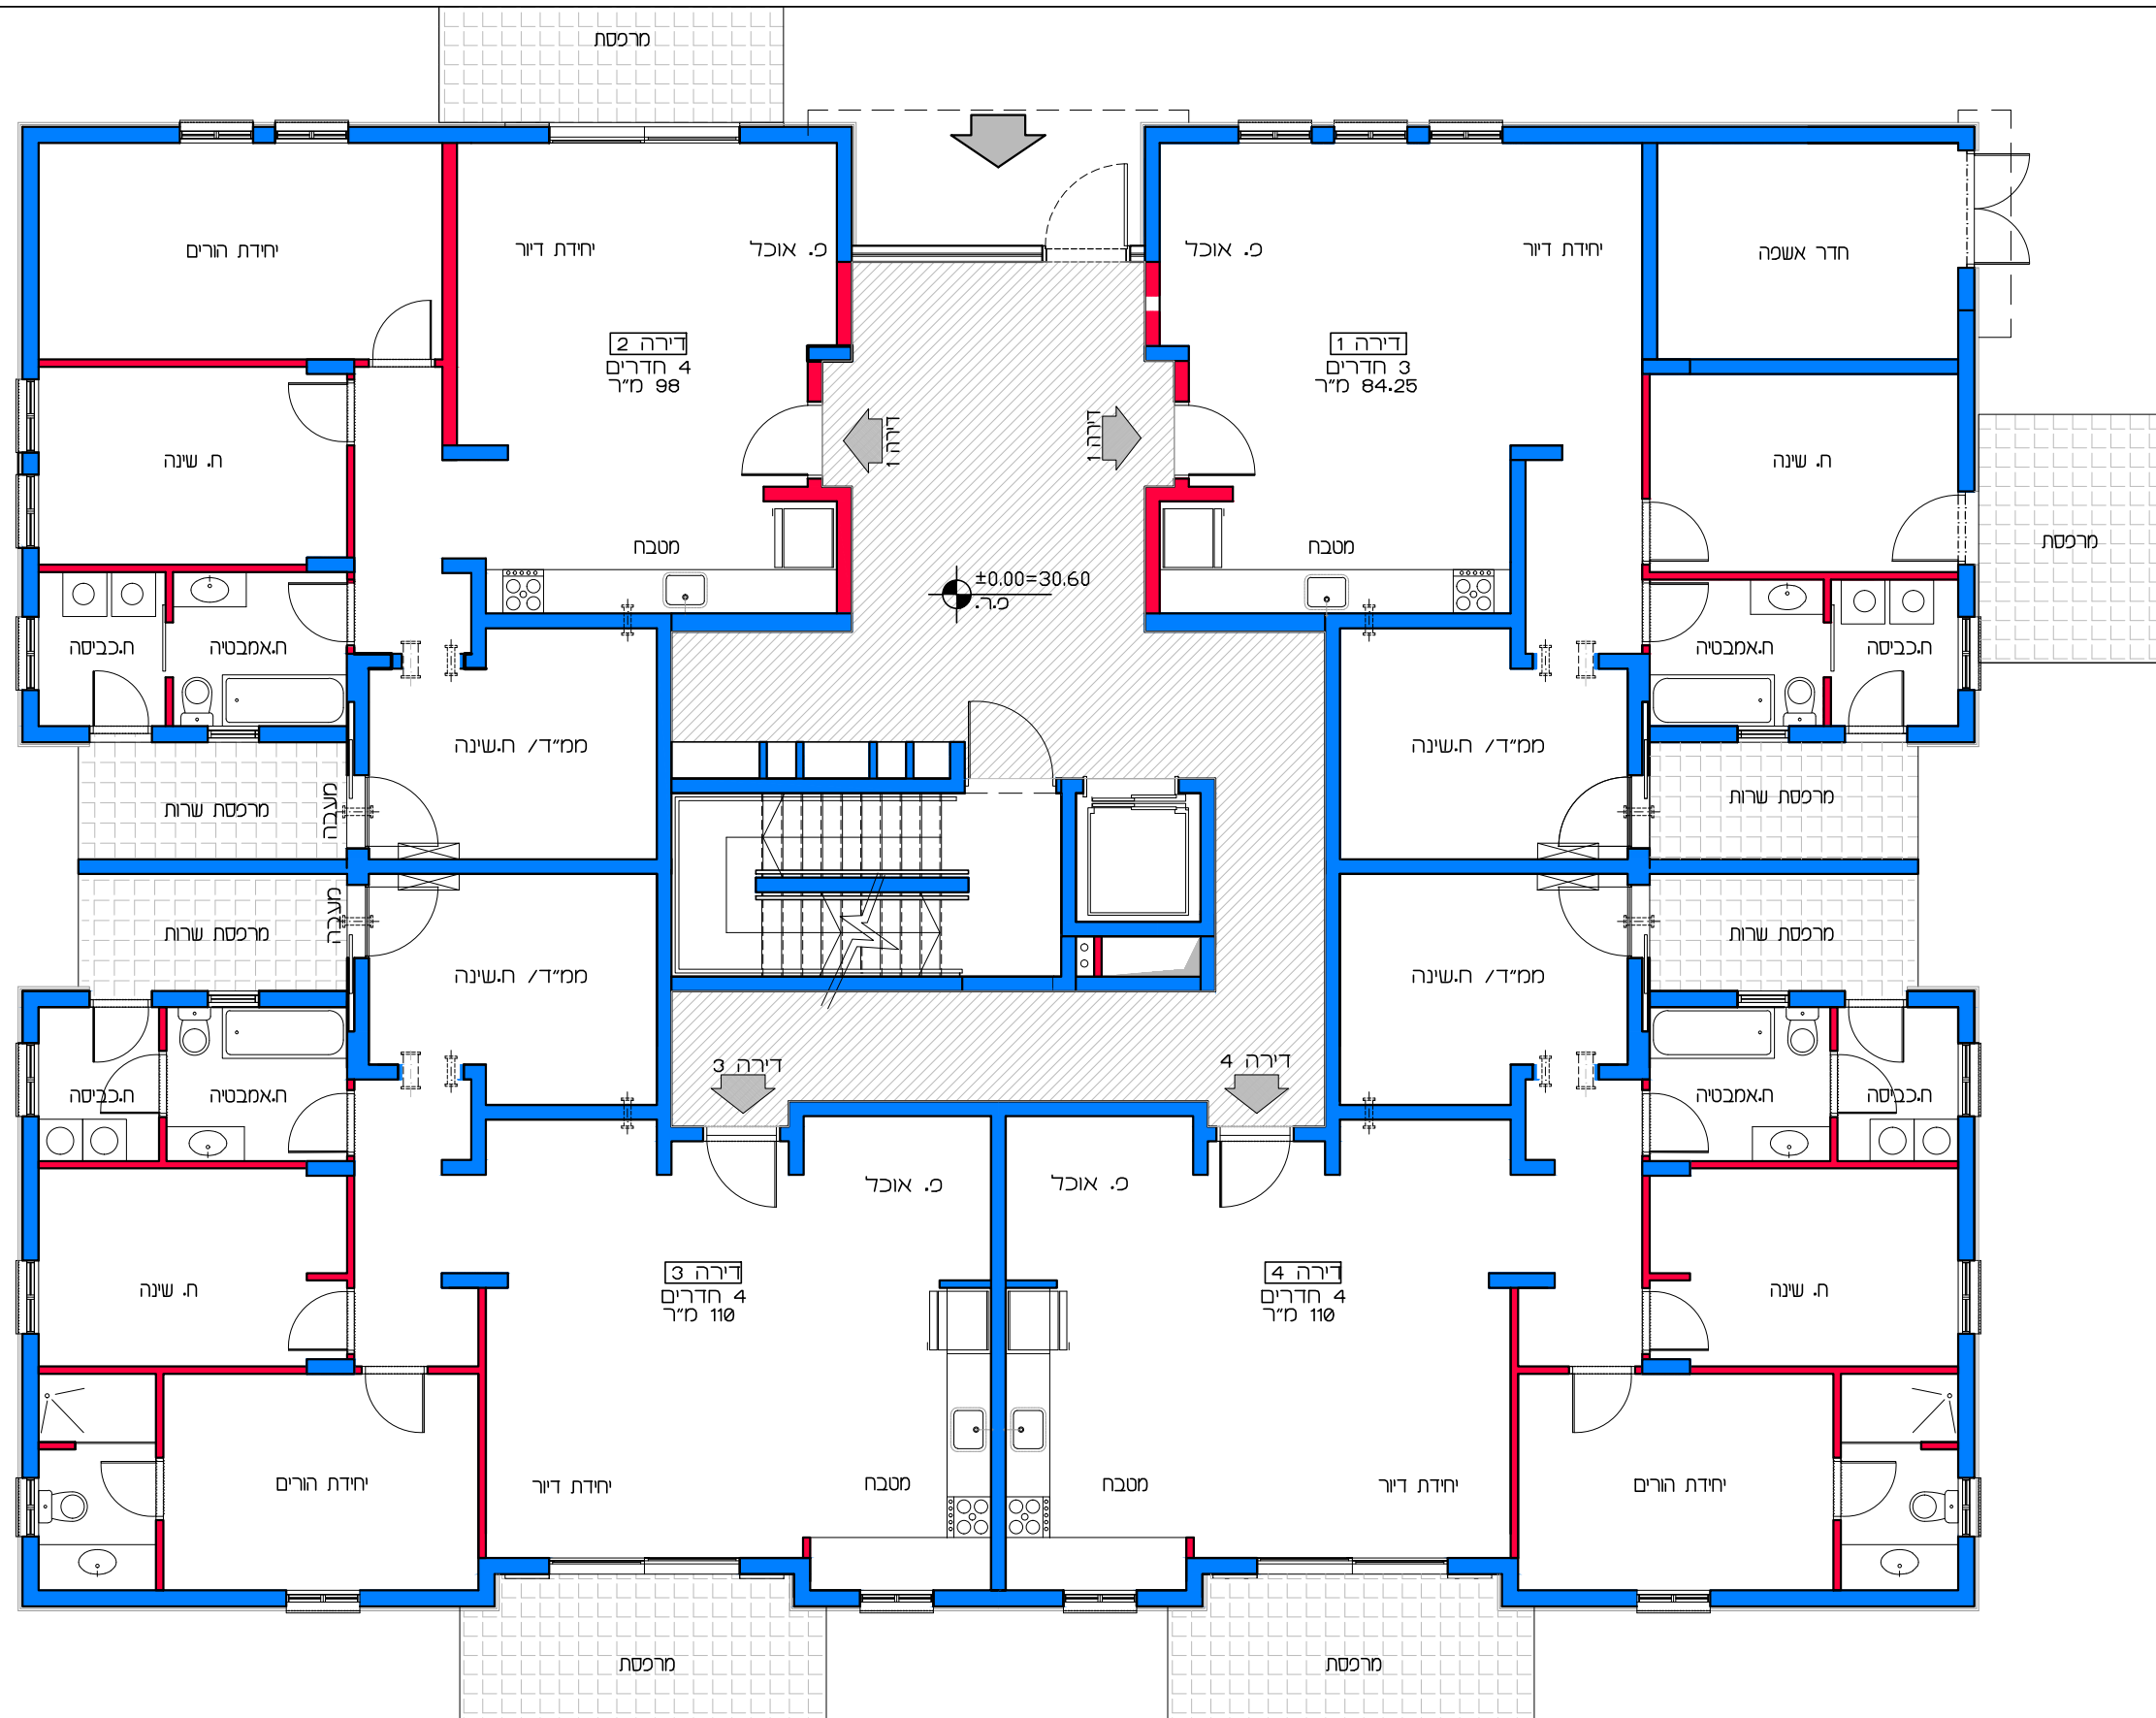 מרפסת
יחידת הורים
יחידת דיור
פ. אוכל
פ. אוכל
יחידת דיור
חדר אשפה
דירה 2
4 חדרים
98 מ"ר
דירה 1
3 חדרים
84.25 מ"ר
דירה 1
דירה 1
ח. שינה
ח. שינה
מטבח
מטבח
מרפסת
±0.00=30.60
פ.ר.
ח.כביסה
ח.אמבטיה
ח.אמבטיה
ח.כביסה
ממ"ד/ ח.שינה
ממ"ד/ ח.שינה
מרפסת שרות
מעבה
מרפסת שרות
מרפסת שרות
מעבה
מרפסת שרות
ממ"ד/ ח.שינה
ממ"ד/ ח.שינה
דירה 3
דירה 4
ח.כביסה
ח.אמבטיה
ח.אמבטיה
ח.כביסה
פ. אוכל
פ. אוכל
דירה 3
4 חדרים
110 מ"ר
דירה 4
4 חדרים
110 מ"ר
ח. שינה
ח. שינה
יחידת הורים
יחידת דיור
מטבח
מטבח
יחידת דיור
יחידת הורים
מרפסת
מרפסת